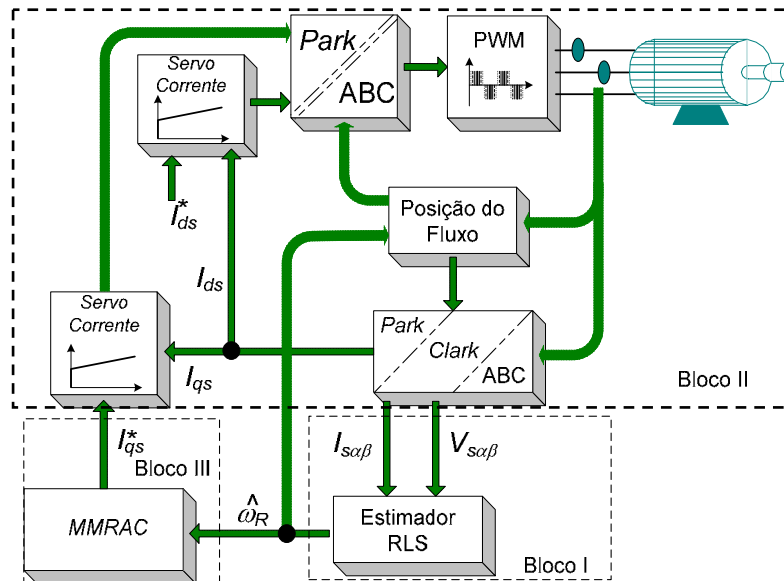 Park
ABC
PWM
Servo
Corrente
I*ds
Posição do
Fluxo
Ids
Servo
Corrente
Park
Clark
ABC
Iqs
Bloco II
I*qs
Bloco III
Isαβ
Vsαβ
MMRAC
ω̂R
Estimador
RLS
Bloco I